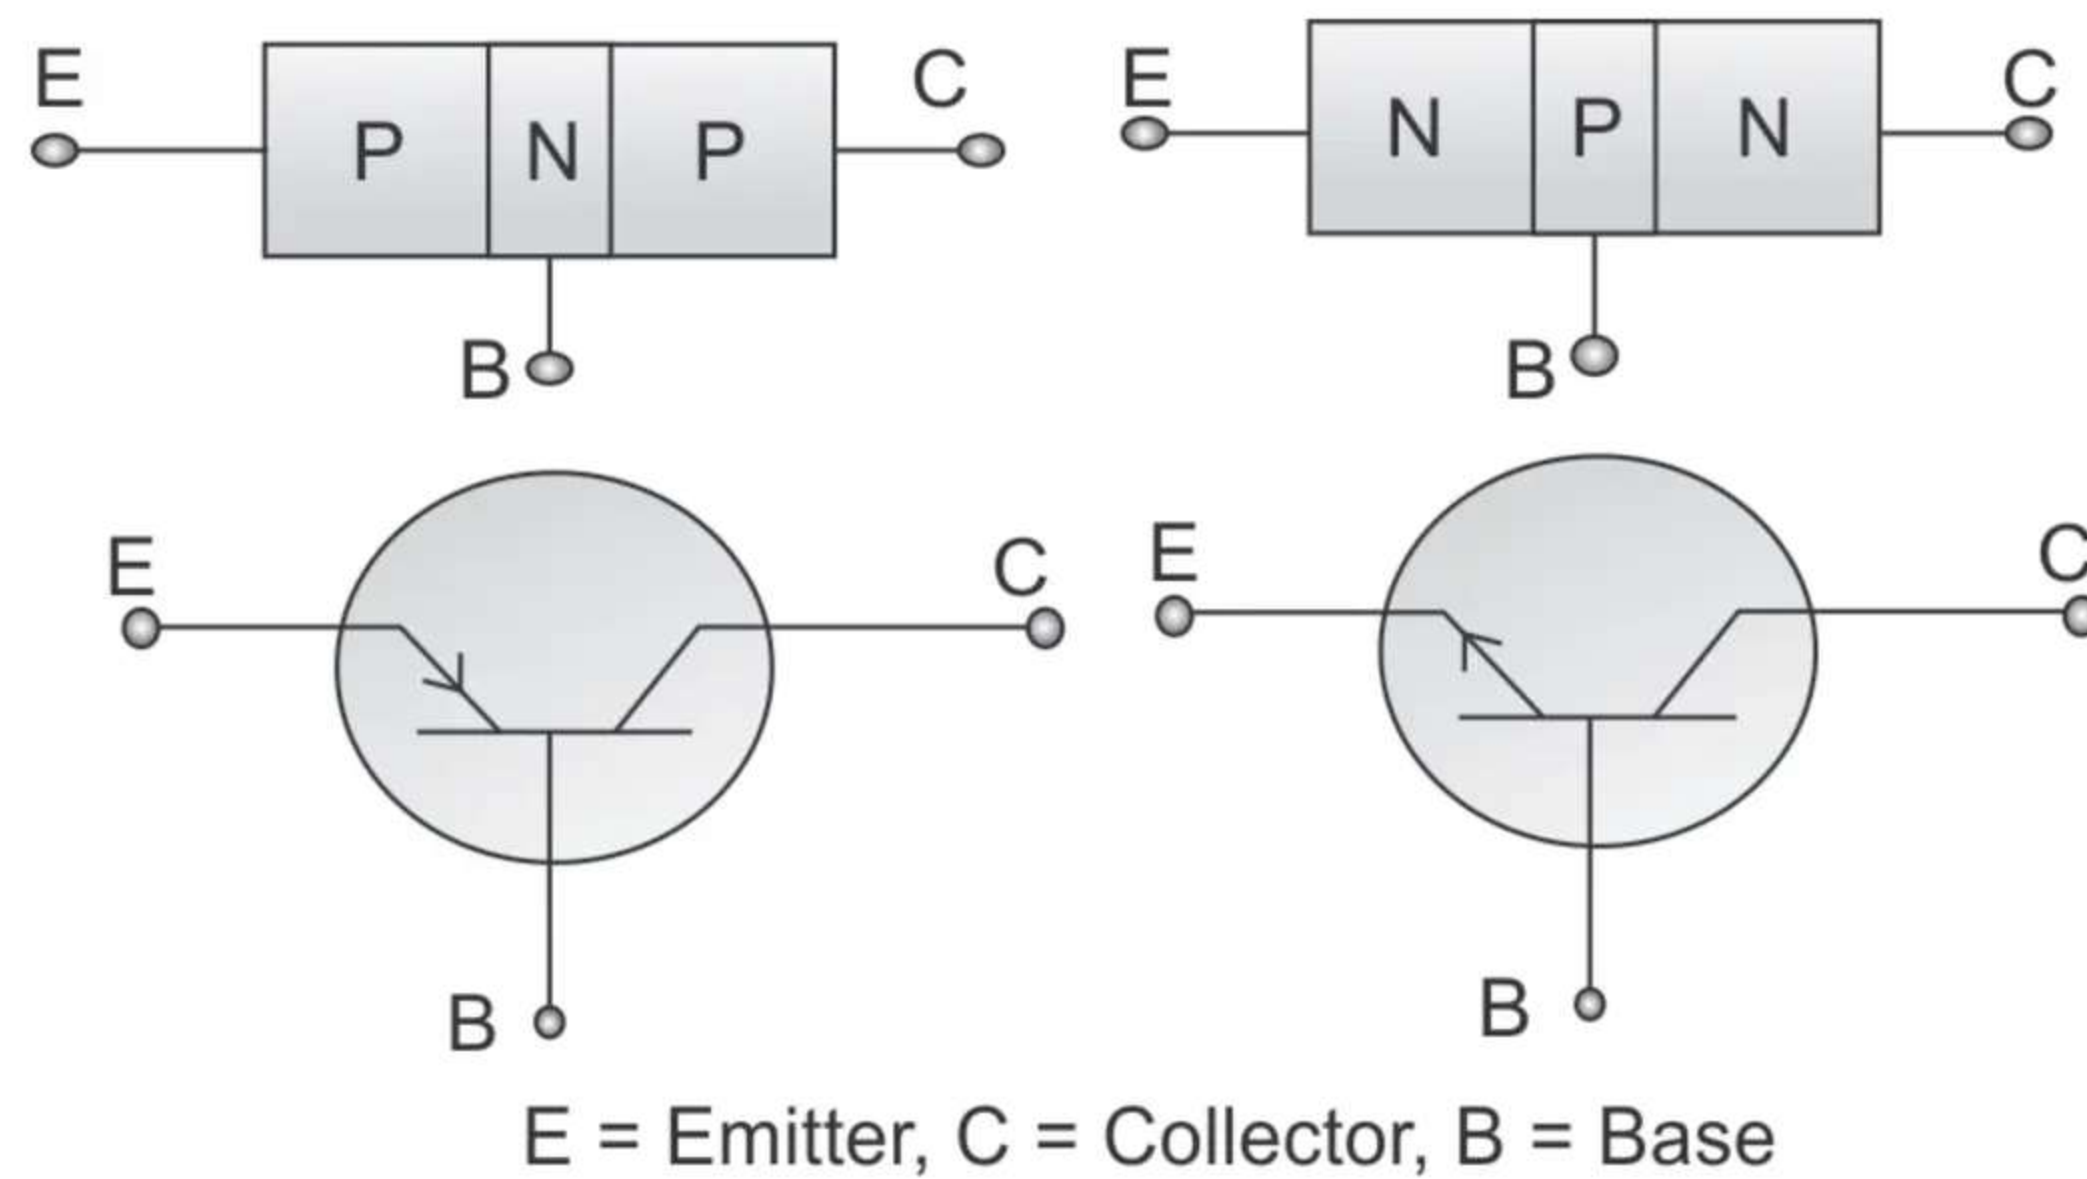 E C
P N P
B
E C
N P N
B
E C
B
E C
B
E = Emitter, C = Collector, B = Base